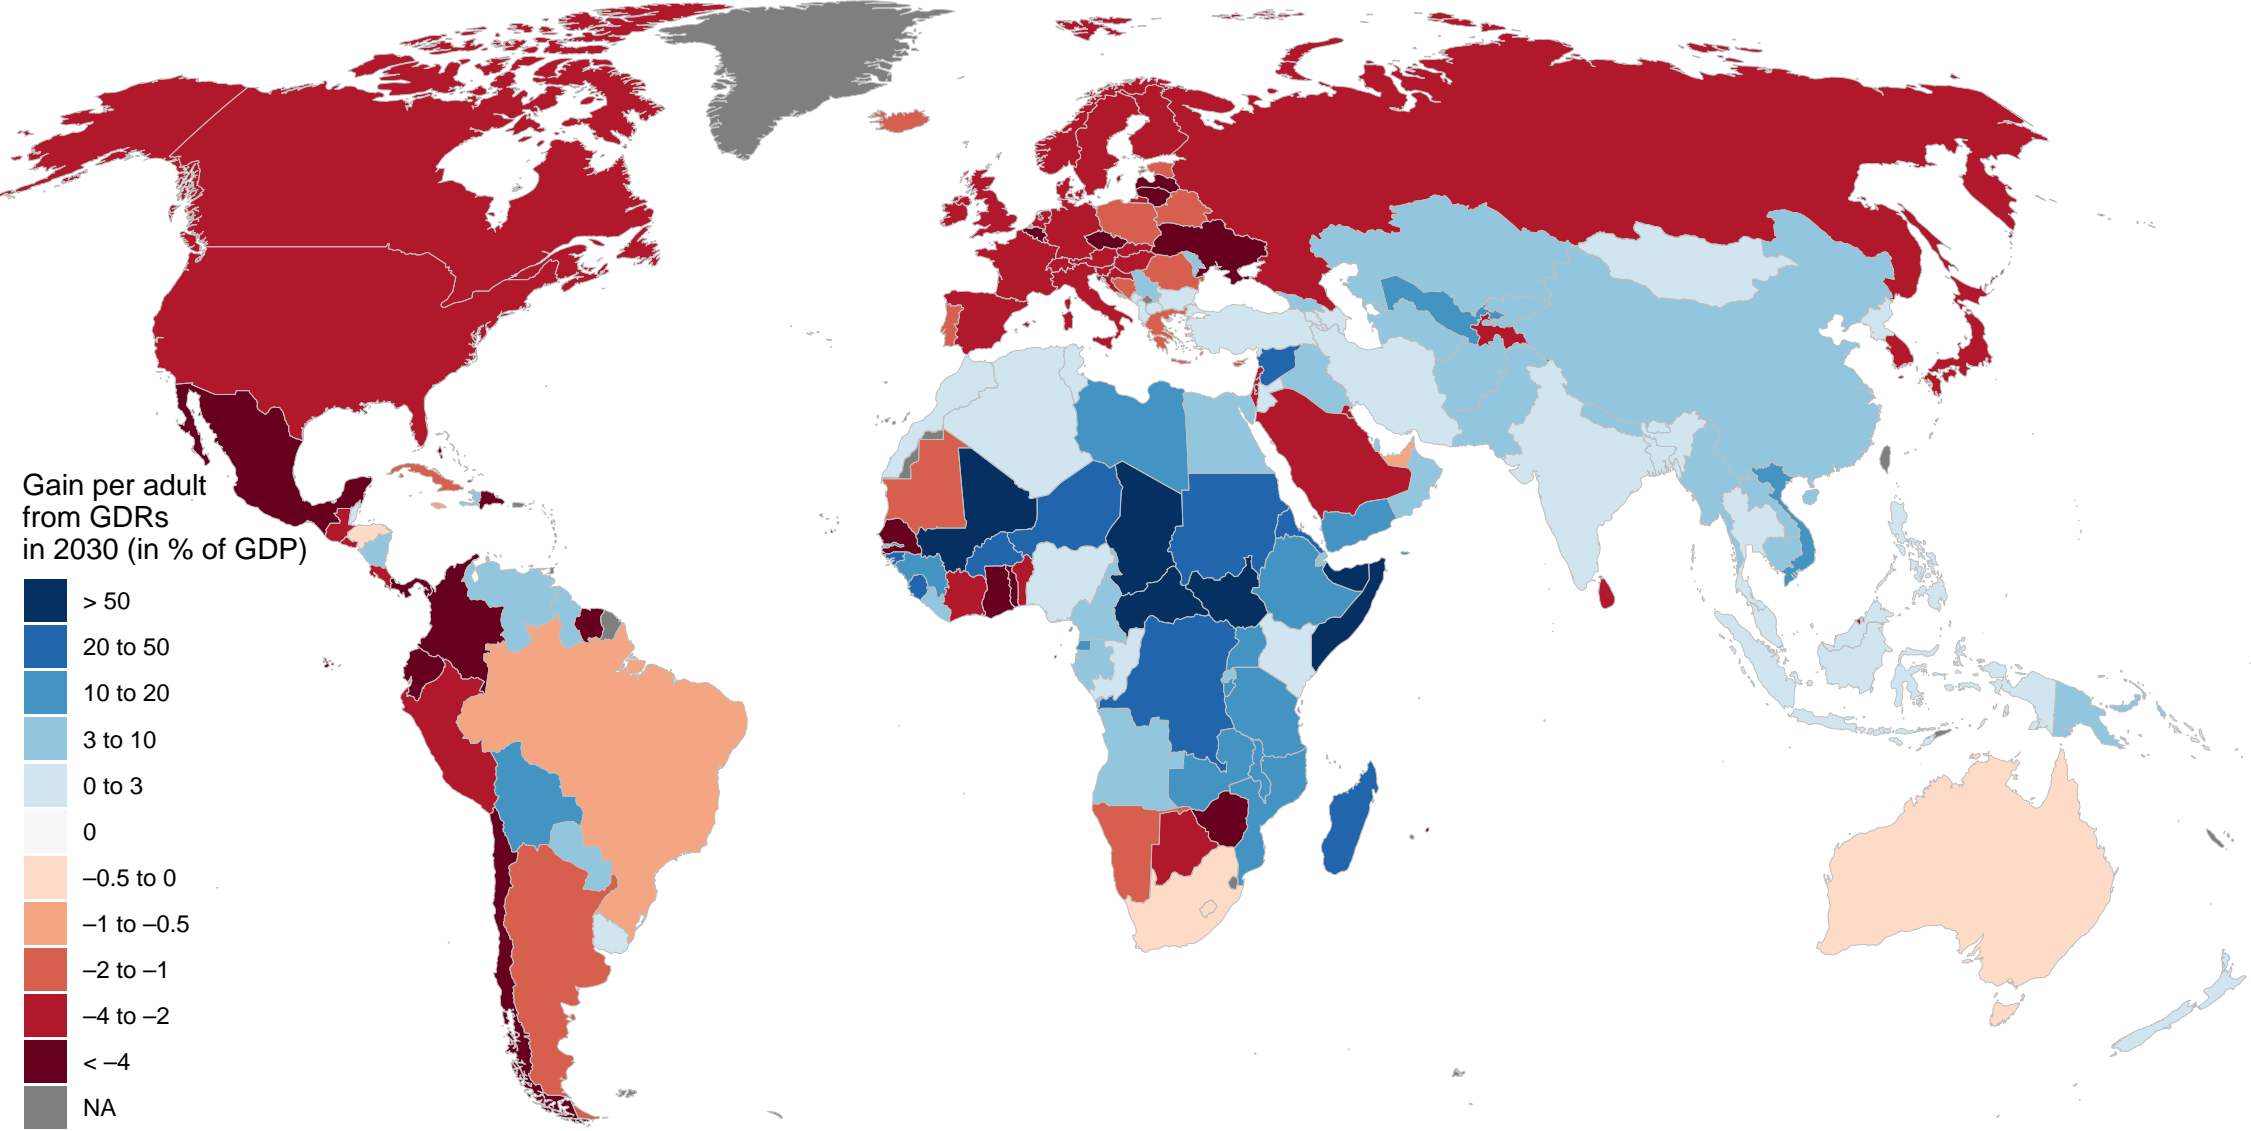 Gain per adult
from GDRs
in 2030 (in % of GDP)
> 50
20 to 50
10 to 20
3 to 10
0 to 3
0
–0.5 to 0
–1 to –0.5
–2 to –1
–4 to –2
< –4
NA